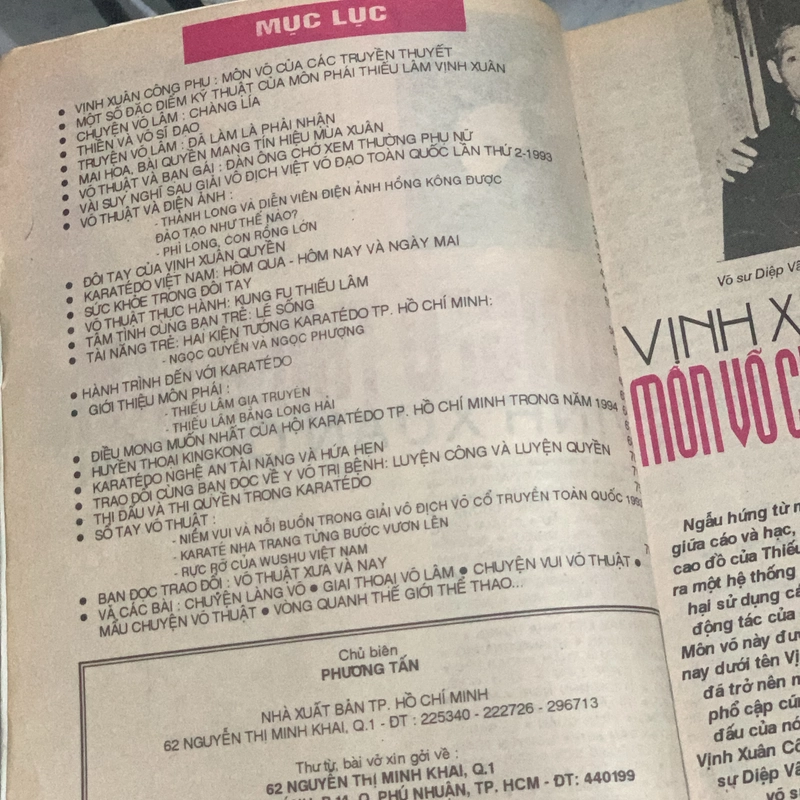 MỤC LỤC
● VỊNH XUÂN CÔNG PHU : MÔN VÕ CỦA CÁC TRUYỀN THUYẾT
● MỘT SỐ ĐẶC ĐIỂM KỸ THUẬT CỦA MÔN PHÁI THIẾU LÂM VỊNH XUÂN
● CHUYỆN VÕ LÂM : CHÀNG LÍA
● THIỀN VÀ VÕ SĨ ĐẠO
● TRUYỆN VÕ LÂM : ĐÃ LÀM LÀ PHẢI NHẬN
● MAI HOA, BÀI QUYỀN MANG TÍN HIỆU MÙA XUÂN
● VÕ THUẬT VÀ BẠN GÁI : ĐÀN ÔNG CHỚ XEM THƯỜNG PHỤ NỮ
● VÀI SUY NGHĨ SAU GIẢI VÔ ĐỊCH VIỆT VÕ ĐẠO TOÀN QUỐC LẦN THỨ 2-1993
● VÕ THUẬT VÀ ĐIỆN ẢNH :
- THÀNH LONG VÀ DIỄN VIÊN ĐIỆN ẢNH HỒNG KÔNG ĐƯỢC
ĐÀO TẠO NHƯ THẾ NÀO?
- PHÌ LONG, CON RỒNG LỚN
● ĐÔI TAY CỦA VỊNH XUÂN QUYỀN
● KARATÉDO VIỆT NAM: HÔM QUA - HÔM NAY VÀ NGÀY MAI
● SỨC KHỎE TRONG ĐÔI TAY
● VÕ THUẬT THỰC HÀNH: KUNG FU THIẾU LÂM
● TÂM TÌNH CÙNG BẠN TRẺ: LẼ SỐNG
● TÀI NĂNG TRẺ: HAI KIỆN TƯỚNG KARATÉDO TP. HỒ CHÍ MINH:
- NGỌC QUYÊN VÀ NGỌC PHƯỢNG
● HÀNH TRÌNH ĐẾN VỚI KARATÉDO
● GIỚI THIỆU MÔN PHÁI :
- THIẾU LÂM GIA TRUYỀN
- THIẾU LÂM BẢNG LONG HẢI
● ĐIỀU MONG MUỐN NHẤT CỦA HỘI KARATÉDO TP. HỒ CHÍ MINH TRONG NĂM 1994
● HUYỀN THOẠI KINGKONG
● KARATÉDO NGHỆ AN TÀI NĂNG VÀ HỨA HẸN
● TRAO ĐỔI CÙNG BẠN ĐỌC VỀ Y VÕ TRỊ BỆNH: LUYỆN CÔNG VÀ LUYỆN QUYỀN
● THI ĐẤU VÀ THI QUYỀN TRONG KARATÉDO
● SỔ TAY VÕ THUẬT :
- NIỀM VUI VÀ NỖI BUỒN TRONG GIẢI VÔ ĐỊCH VÕ CỔ TRUYỀN TOÀN QUỐC 1993
- KARATÉ NHA TRANG TỪNG BƯỚC VƯƠN LÊN
- RỰC RỠ CỦA WUSHU VIỆT NAM
● BẠN ĐỌC TRAO ĐỔI : VÕ THUẬT XƯA VÀ NAY
● VÀ CÁC BÀI : CHUYỆN LÀNG VÕ ● GIAI THOẠI VÕ LÂM ● CHUYỆN VUI VÕ THUẬT ●
MẨU CHUYỆN VÕ THUẬT ● VÒNG QUANH THẾ GIỚI THỂ THAO...
Chủ biên
PHƯƠNG TẤN
NHÀ XUẤT BẢN TP. HỒ CHÍ MINH
62 NGUYỄN THỊ MINH KHAI, Q.1 - ĐT : 225340 - 222726 - 296713
Thư từ, bài vở xin gởi về :
62 NGUYỄN THỊ MINH KHAI, Q.1
Q. PHÚ NHUẬN, TP. HCM - ĐT: 440199
Võ sư Diệp Vă
VỊNH X
MÔN VÕ C
Ngẫu hứng từ m
giữa cáo và hạc,
cao đồ của Thiếu
ra một hệ thống
hại sử dụng cá
động tác của
Môn võ này đượ
nay dưới tên Vị
đã trở nên n
phổ cập cũn
đấu của nó
Vịnh Xuân Cô
sư Diệp Vă
võ s